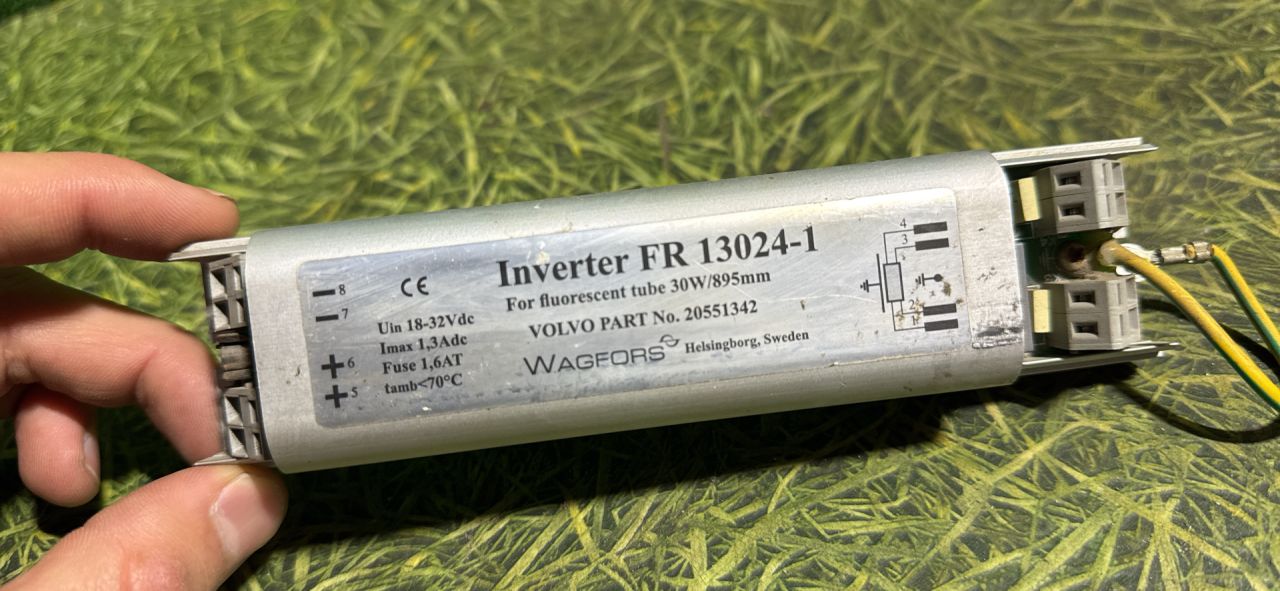 Inverter FR 13024-1
For fluorescent tube 30W/895mm
VOLVO PART No. 20551342
WAGFORS Helsingborg, Sweden
CE
Uin 18-32Vdc
Imax 1,3Adc
Fuse 1,6AT
tamb<70°C
− 8
− 7
+ 6
+ 5
4
3
2
1